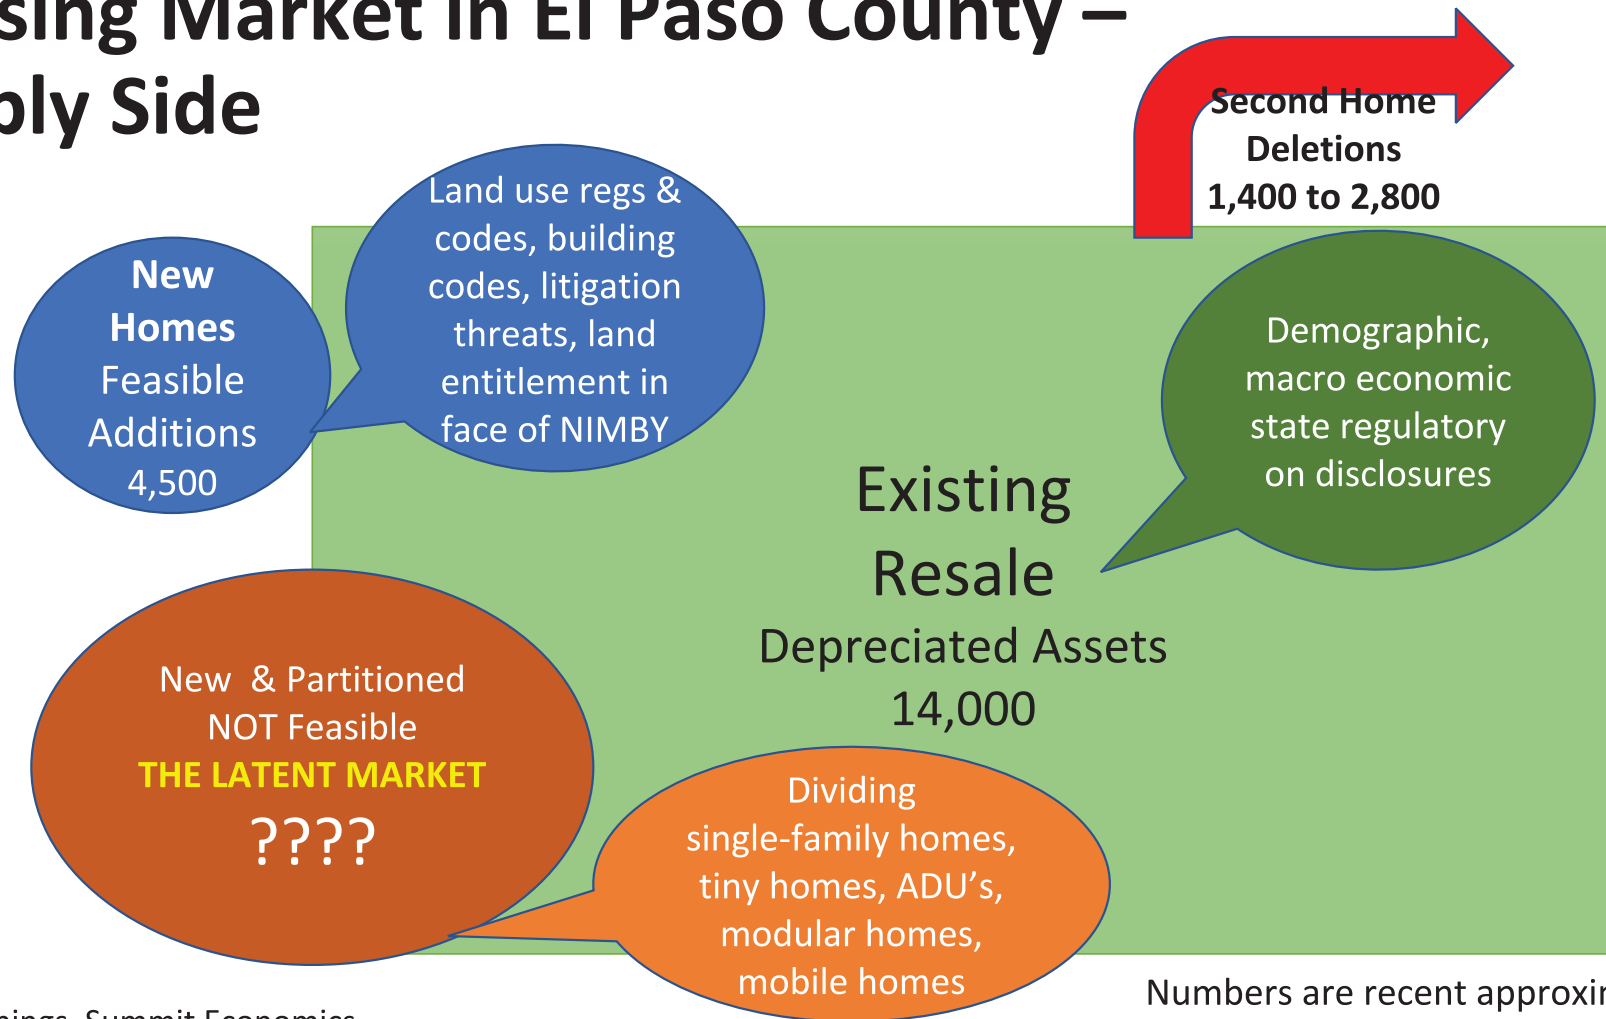 sing Market in El Paso County –
ply Side
Second Home
Deletions
1,400 to 2,800
Land use regs &
codes, building
codes, litigation
threats, land
entitlement in
face of NIMBY
New
Homes
Feasible
Additions
4,500
Demographic,
macro economic
state regulatory
on disclosures
Existing
Resale
Depreciated Assets
14,000
New & Partitioned
NOT Feasible
THE LATENT MARKET
????
Dividing
single-family homes,
tiny homes, ADU's,
modular homes,
mobile homes
Numbers are recent approxi
nings, Summit Economics